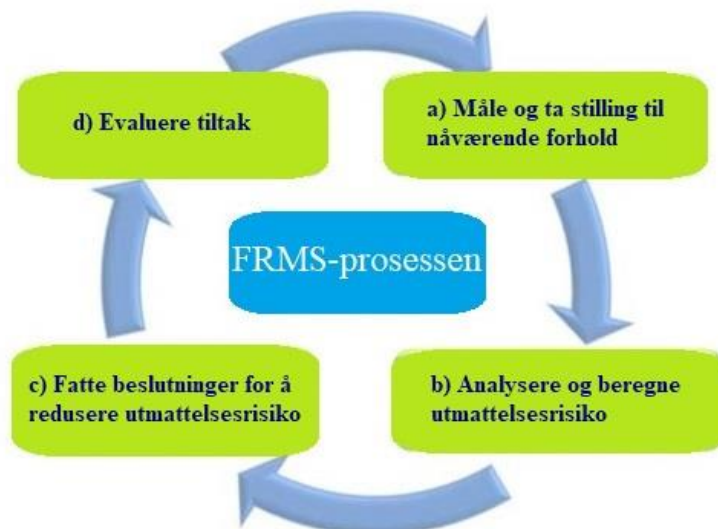 d) Evaluere tiltak
a) Måle og ta stilling til
nåværende forhold
FRMS-prosessen
c) Fatte beslutninger for å
redusere utmattelsesrisiko
b) Analysere og beregne
utmattelsesrisiko